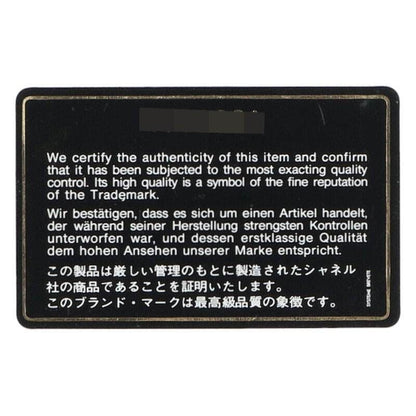 We certify the authenticity of this item and confirm
that it has been subjected to the most exacting quality
control. Its high quality is a symbol of the fine reputation
of the Trademark.
Wir bestätigen, dass es sich um einen Artikel handelt,
der während seiner Herstellung strengsten Kontrollen
unterworfen war, und dessen erstklassige Qualität
dem hohen Ansehen unserer Marke entspricht.
この製品は厳しい管理のもとに製造されたシャネル
社の商品であることを証明いたします。
このブランド・マークは最高級品質の象徴です。
SYSTEME BREVETE